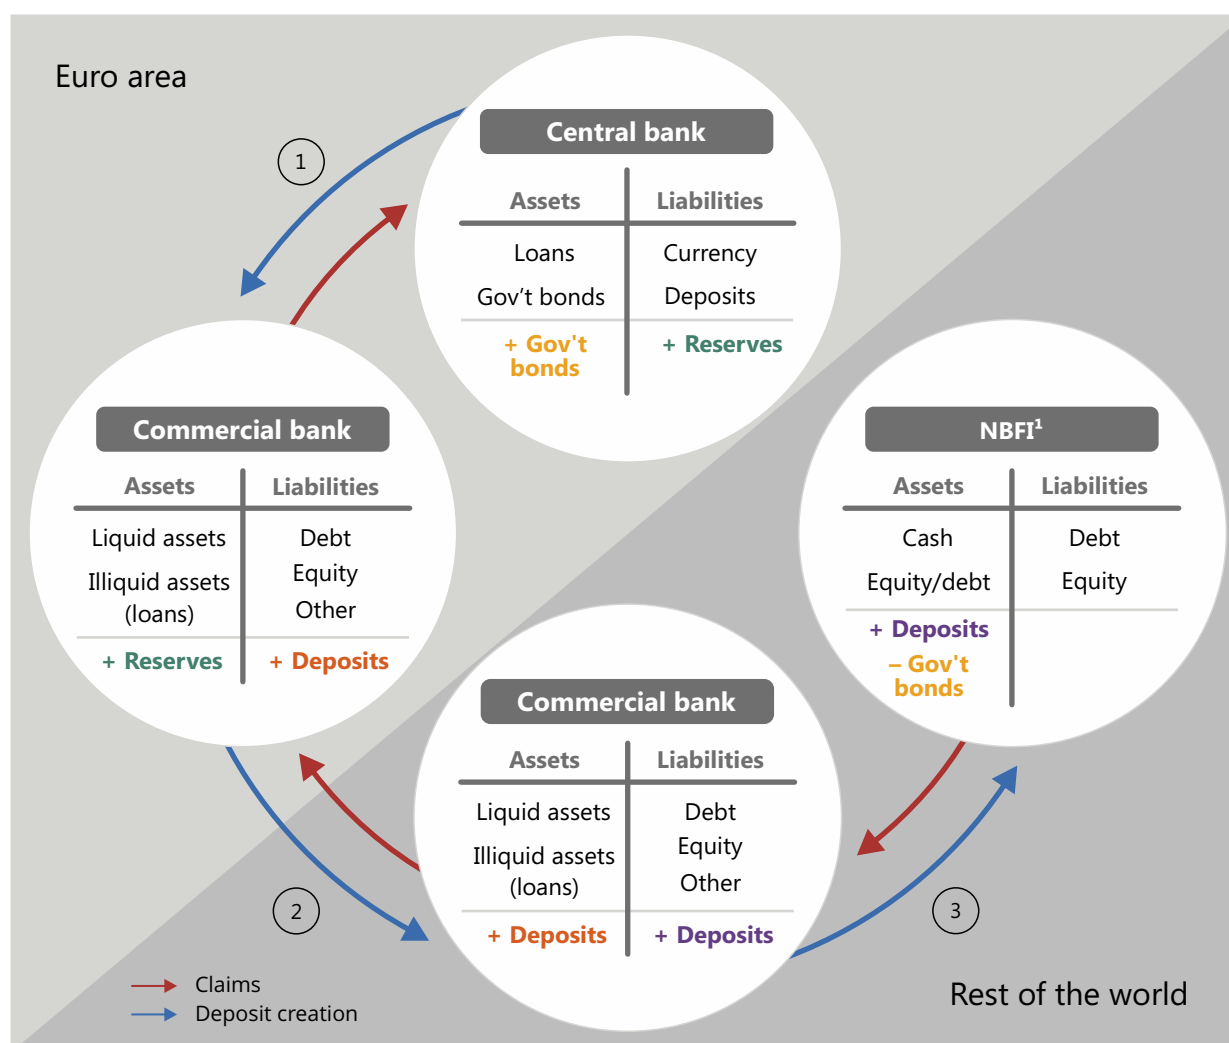 Euro area
1
Central bank
Assets Liabilities
Loans Currency
Gov't bonds Deposits
+ Gov't + Reserves
bonds
Commercial bank
Assets Liabilities
Liquid assets Debt
Illiquid assets Equity
(loans) Other
+ Reserves + Deposits
NBFI¹
Assets Liabilities
Cash Debt
Equity/debt Equity
+ Deposits
– Gov't
bonds
Commercial bank
Assets Liabilities
Liquid assets Debt
Illiquid assets Equity
(loans) Other
+ Deposits + Deposits
2
3
Claims
Deposit creation
Rest of the world